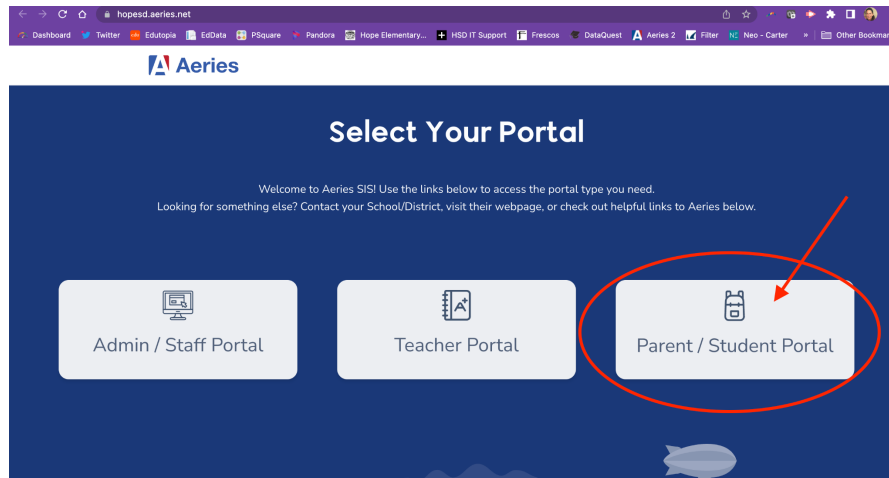 hopesd.aeries.net
Dashboard Twitter Edutopia EdData PSquare Pandora Hope Elementary... HSD IT Support Frescos DataQuest Aeries 2 Filter Neo - Carter » Other Bookmar
Aeries
Select Your Portal
Welcome to Aeries SIS! Use the links below to access the portal type you need.
Looking for something else? Contact your School/District, visit their webpage, or check out helpful links to Aeries below.
Admin / Staff Portal
Teacher Portal
Parent / Student Portal